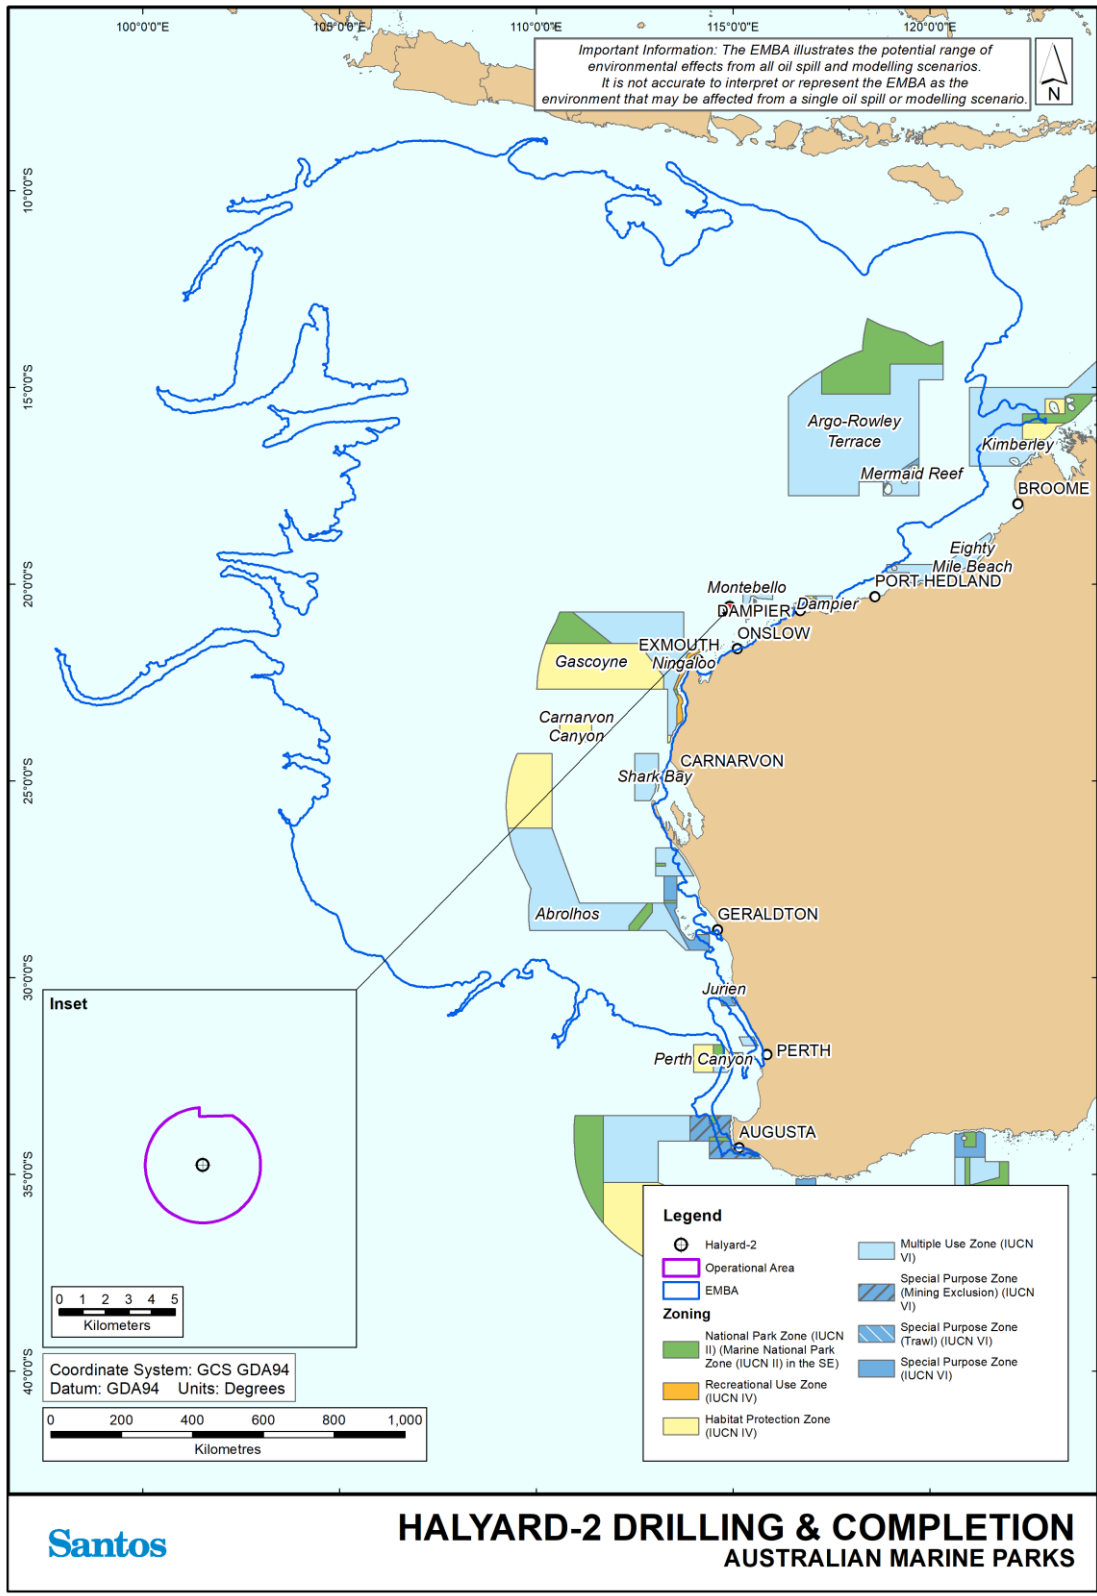 100°0'0"E
105°0'0"E
110°0'0"E
115°0'0"E
120°0'0"E
Important Information: The EMBA illustrates the potential range of
environmental effects from all oil spill and modelling scenarios.
It is not accurate to interpret or represent the EMBA as the
environment that may be affected from a single oil spill or modelling scenario.
N
10°0'0"S
15°0'0"S
20°0'0"S
25°0'0"S
30°0'0"S
35°0'0"S
40°0'0"S
Argo-Rowley
Terrace
Mermaid Reef
Kimberley
BROOME
Eighty
Mile Beach
PORT HEDLAND
Montebello
DAMPIER
Dampier
ONSLOW
EXMOUTH
Ningaloo
Gascoyne
Carnarvon
Canyon
CARNARVON
Shark Bay
Abrolhos
GERALDTON
Jurien
Perth Canyon
PERTH
AUGUSTA
Inset
0 1 2 3 4 5
Kilometers
Coordinate System: GCS GDA94
Datum: GDA94 Units: Degrees
0 200 400 600 800 1,000
Kilometres
Legend
Halyard-2
Operational Area
EMBA
Zoning
National Park Zone (IUCN
II) (Marine National Park
Zone (IUCN II) in the SE)
Recreational Use Zone
(IUCN IV)
Habitat Protection Zone
(IUCN IV)
Multiple Use Zone (IUCN
VI)
Special Purpose Zone
(Mining Exclusion) (IUCN
VI)
Special Purpose Zone
(Trawl) (IUCN VI)
Special Purpose Zone
(IUCN VI)
Santos
HALYARD-2 DRILLING & COMPLETION
AUSTRALIAN MARINE PARKS